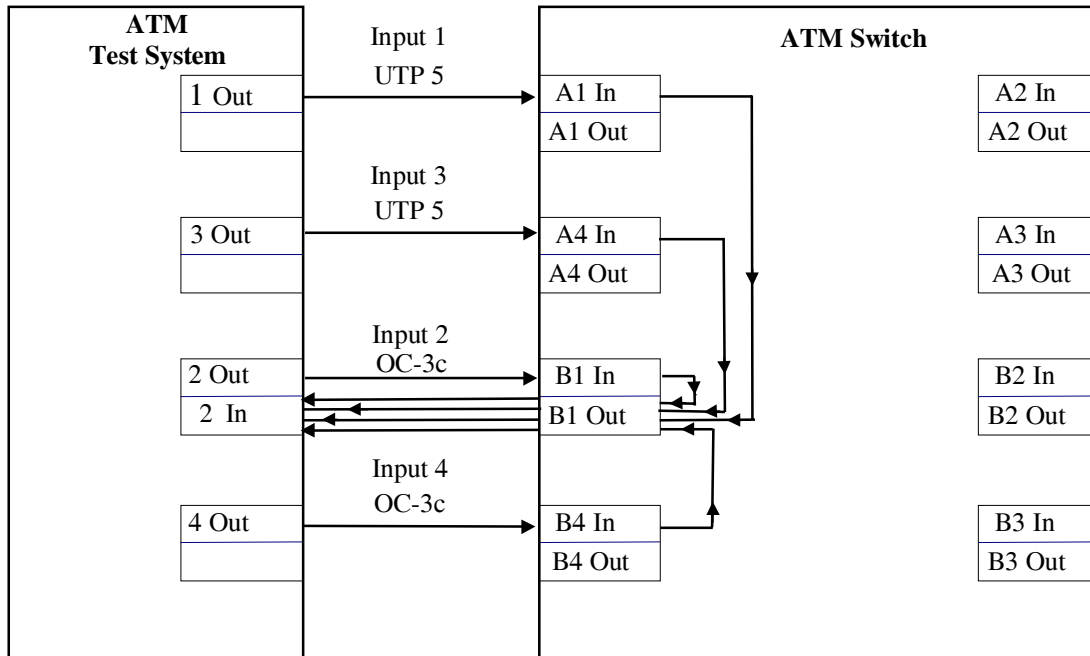 ATM
Test System
Input 1
UTP 5
ATM Switch
1 Out
A1 In
A1 Out
A2 In
A2 Out
Input 3
UTP 5
3 Out
A4 In
A4 Out
A3 In
A3 Out
Input 2
OC-3c
2 Out
2 In
B1 In
B1 Out
B2 In
B2 Out
Input 4
OC-3c
4 Out
B4 In
B4 Out
B3 In
B3 Out